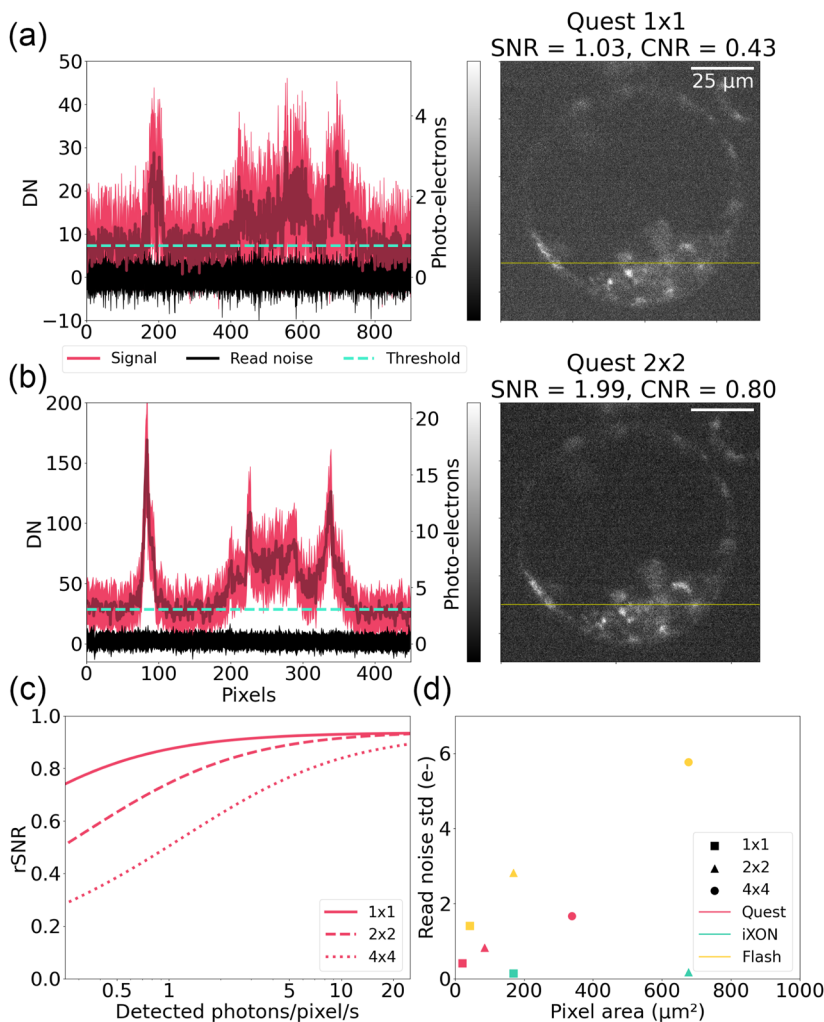 (a)
Quest 1x1
SNR = 1.03, CNR = 0.43
25 μm
50
40
30
20
10
0
−10
DN
4
2
0
Photo-electrons
0 200 400 600 800
Signal Read noise Threshold
(b)
Quest 2x2
SNR = 1.99, CNR = 0.80
200
150
100
50
0
DN
20
15
10
5
0
Photo-electrons
0 100 200 300 400
Pixels
(c)
1.0
0.8
0.6
0.4
0.2
0.0
rSNR
1x1
2x2
4x4
0.5 1 5 10 20
Detected photons/pixel/s
(d)
6
4
2
0
Read noise std (e-)
1x1
2x2
4x4
Quest
iXON
Flash
0 200 400 600 800 1000
Pixel area (μm²)